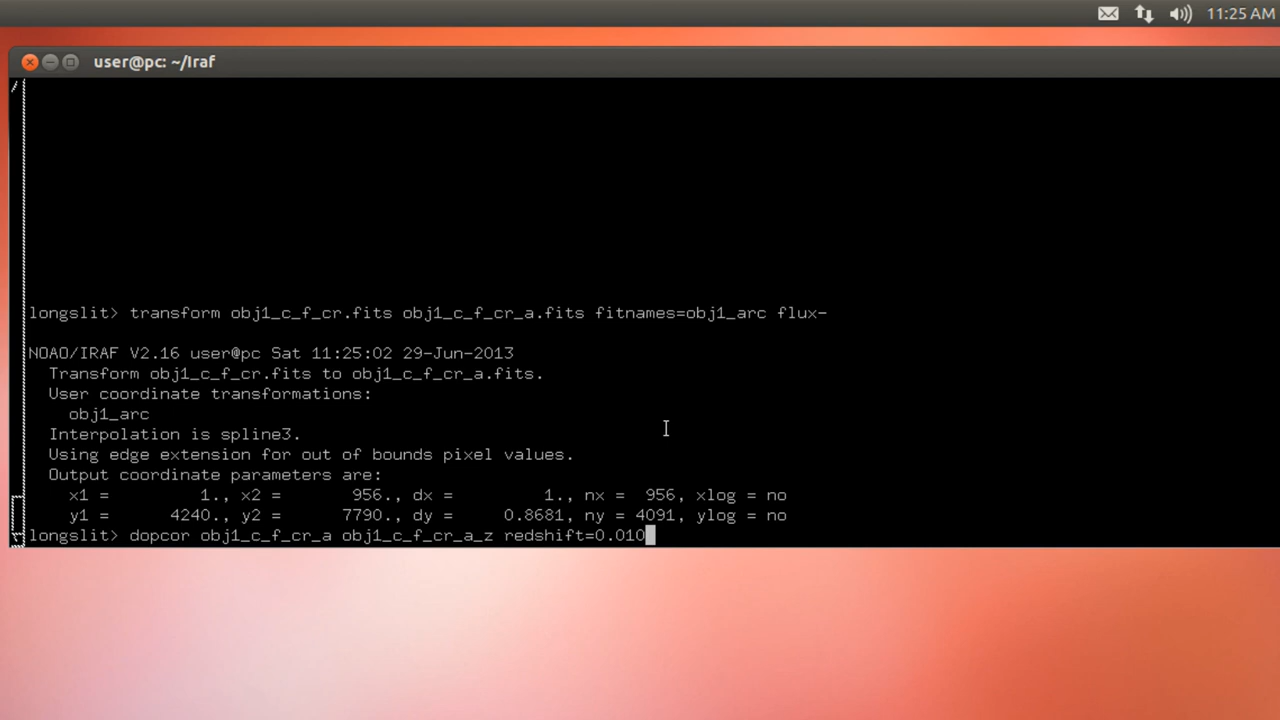 11:25 AM
user@pc: ~/Iraf
longslit> transform obj1_c_f_cr.fits obj1_c_f_cr_a.fits fitnames=obj1_arc flux-
NOAO/IRAF V2.16 user@pc Sat 11:25:02 29-Jun-2013
Transform obj1_c_f_cr.fits to obj1_c_f_cr_a.fits.
User coordinate transformations:
obj1_arc
Interpolation is spline3.
Using edge extension for out of bounds pixel values.
Output coordinate parameters are:
x1 = 1., x2 = 956., dx = 1., nx = 956, xlog = no
y1 = 4240., y2 = 7790., dy = 0.8681, ny = 4091, ylog = no
longslit> dopcor obj1_c_f_cr_a obj1_c_f_cr_a_z redshift=0.010